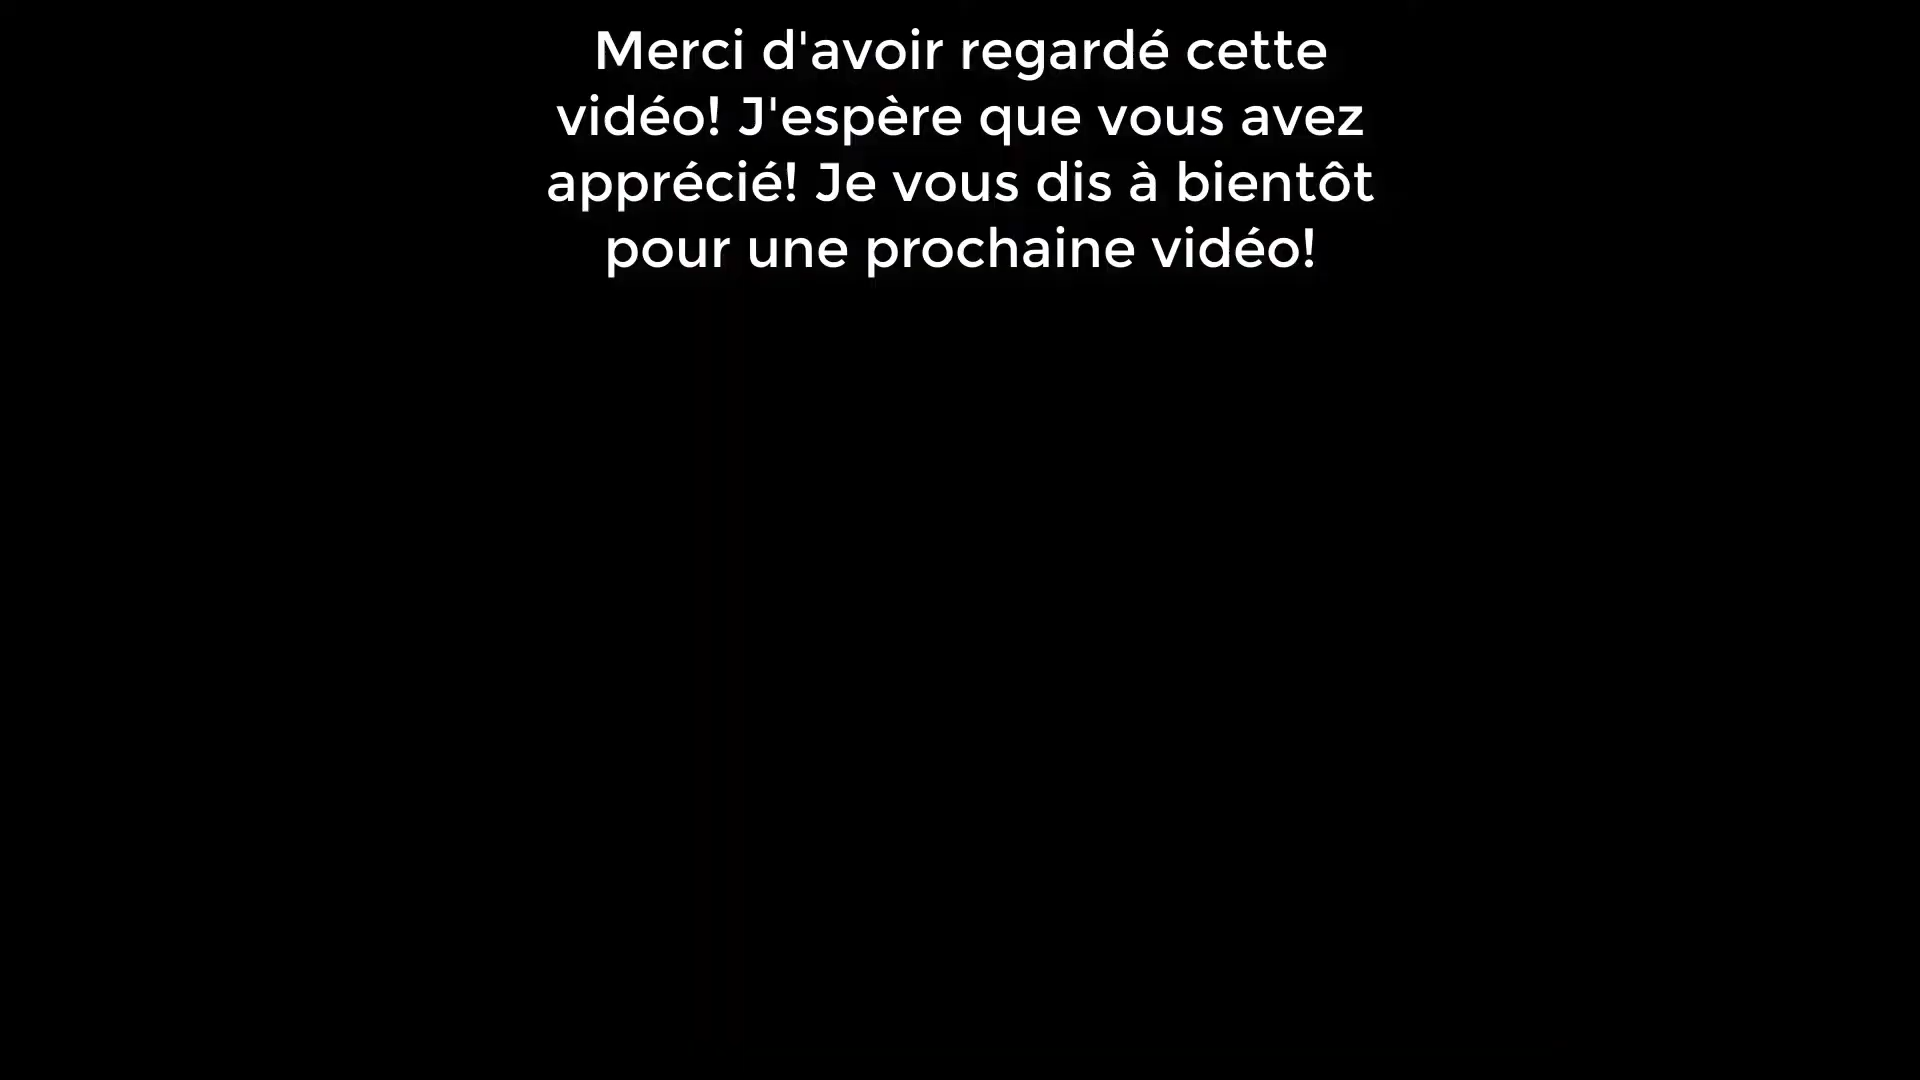 Merci d'avoir regardé cette
vidéo! J'espère que vous avez
apprécié! Je vous dis à bientôt
pour une prochaine vidéo!